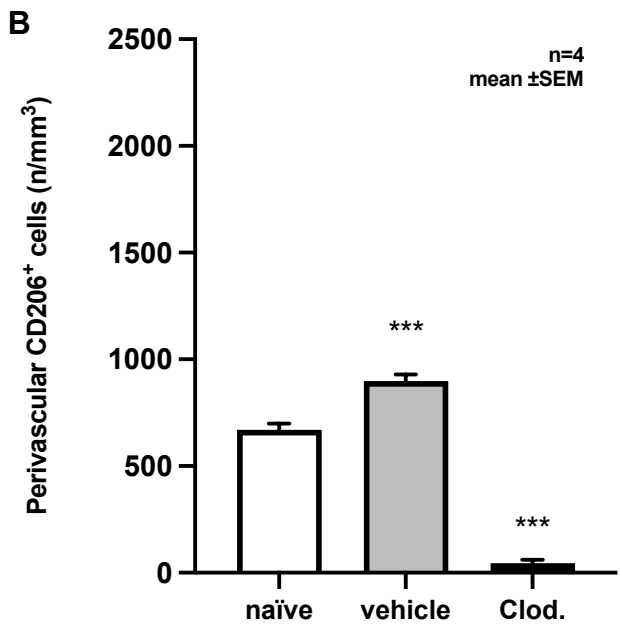 B
n=4
mean ±SEM
Perivascular CD206⁺ cells (n/mm³)
2500
2000
1500
1000
500
0
***
***
naïve vehicle Clod.